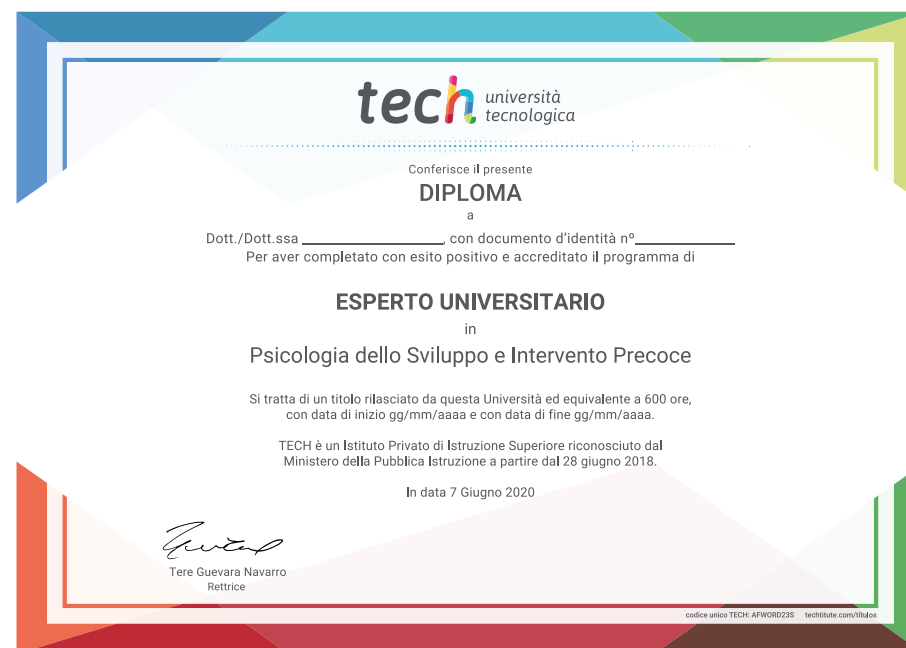 tech università
tecnologica
Conferisce il presente
DIPLOMA
a
Dott./Dott.ssa ________________, con documento d'identità nº____________
Per aver completato con esito positivo e accreditato il programma di
ESPERTO UNIVERSITARIO
in
Psicologia dello Sviluppo e Intervento Precoce
Si tratta di un titolo rilasciato da questa Università ed equivalente a 600 ore,
con data di inizio gg/mm/aaaa e con data di fine gg/mm/aaaa.
TECH è un Istituto Privato di Istruzione Superiore riconosciuto dal
Ministero della Pubblica Istruzione a partire dal 28 giugno 2018.
In data 7 Giugno 2020
Tere Guevara Navarro
Rettrice
codice unico TECH: AFWORD23S techtitute.com/titulos